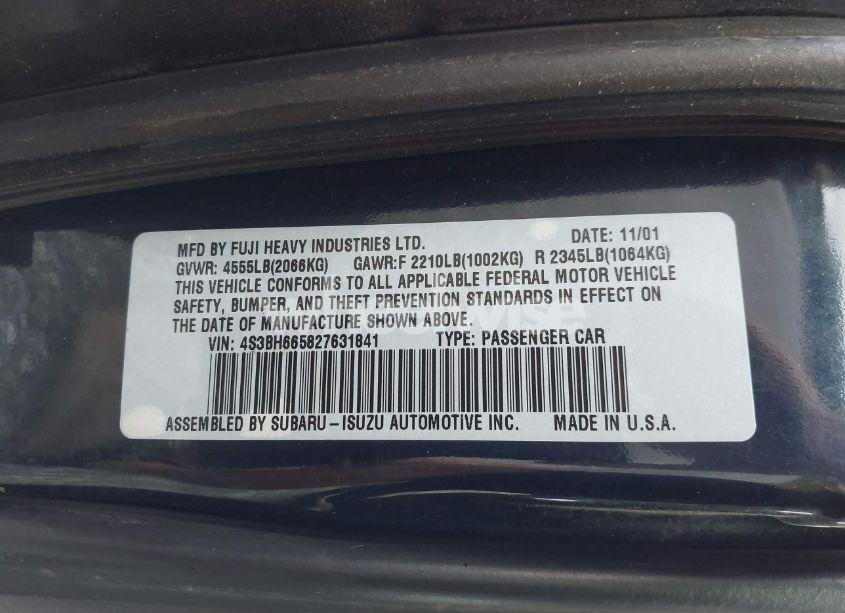 MFD BY FUJI HEAVY INDUSTRIES LTD. DATE: 11/01
GVWR: 4555LB(2066KG) GAWR:F 2210LB(1002KG) R 2345LB(1064KG)
THIS VEHICLE CONFORMS TO ALL APPLICABLE FEDERAL MOTOR VEHICLE
SAFETY, BUMPER, AND THEFT PREVENTION STANDARDS IN EFFECT ON
THE DATE OF MANUFACTURE SHOWN ABOVE.
VIN: 4S3BH665827631841 TYPE: PASSENGER CAR
ASSEMBLED BY SUBARU-ISUZU AUTOMOTIVE INC. MADE IN U.S.A.